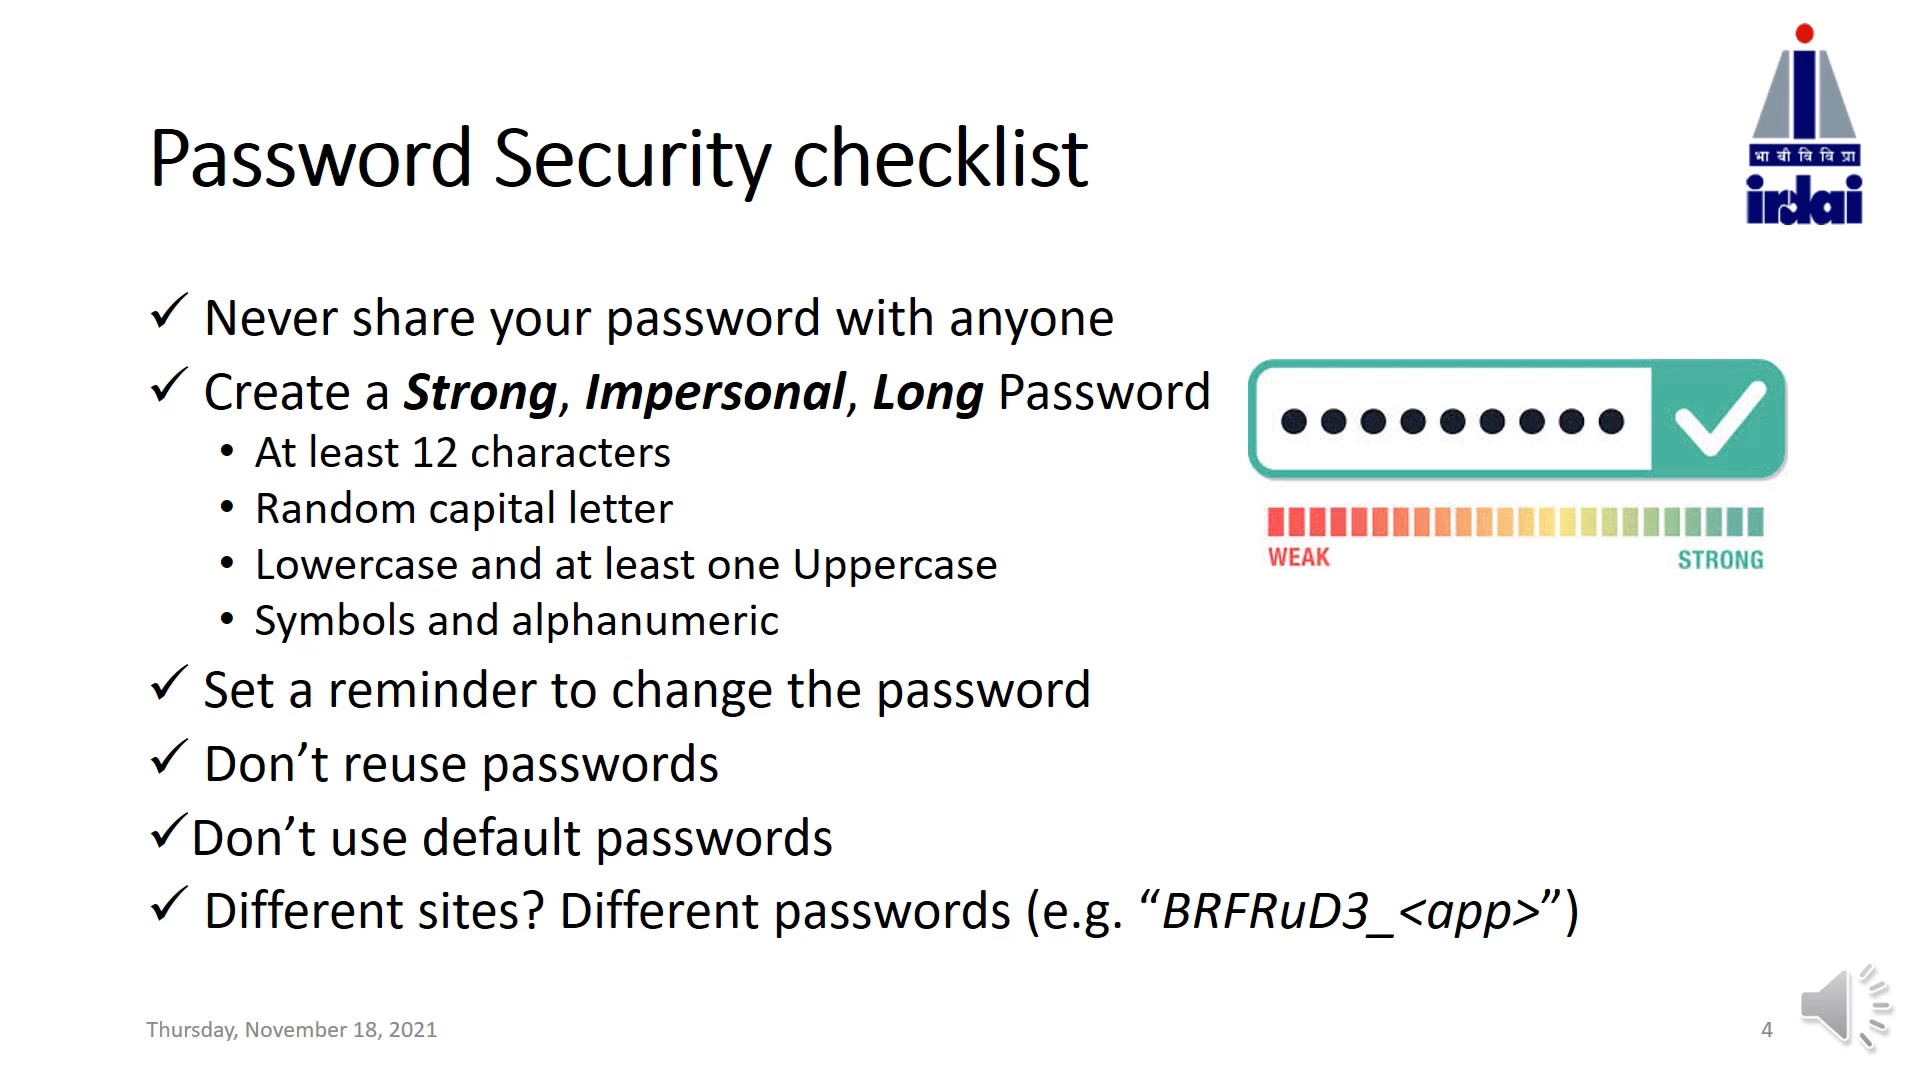 Password Security checklist
भा बी वि वि प्रा
irdai
✓ Never share your password with anyone
✓ Create a Strong, Impersonal, Long Password
• At least 12 characters
• Random capital letter
• Lowercase and at least one Uppercase
• Symbols and alphanumeric
WEAK
STRONG
✓ Set a reminder to change the password
✓ Don’t reuse passwords
✓Don’t use default passwords
✓ Different sites? Different passwords (e.g. “BRFRuD3_<app>”)
Thursday, November 18, 2021
4